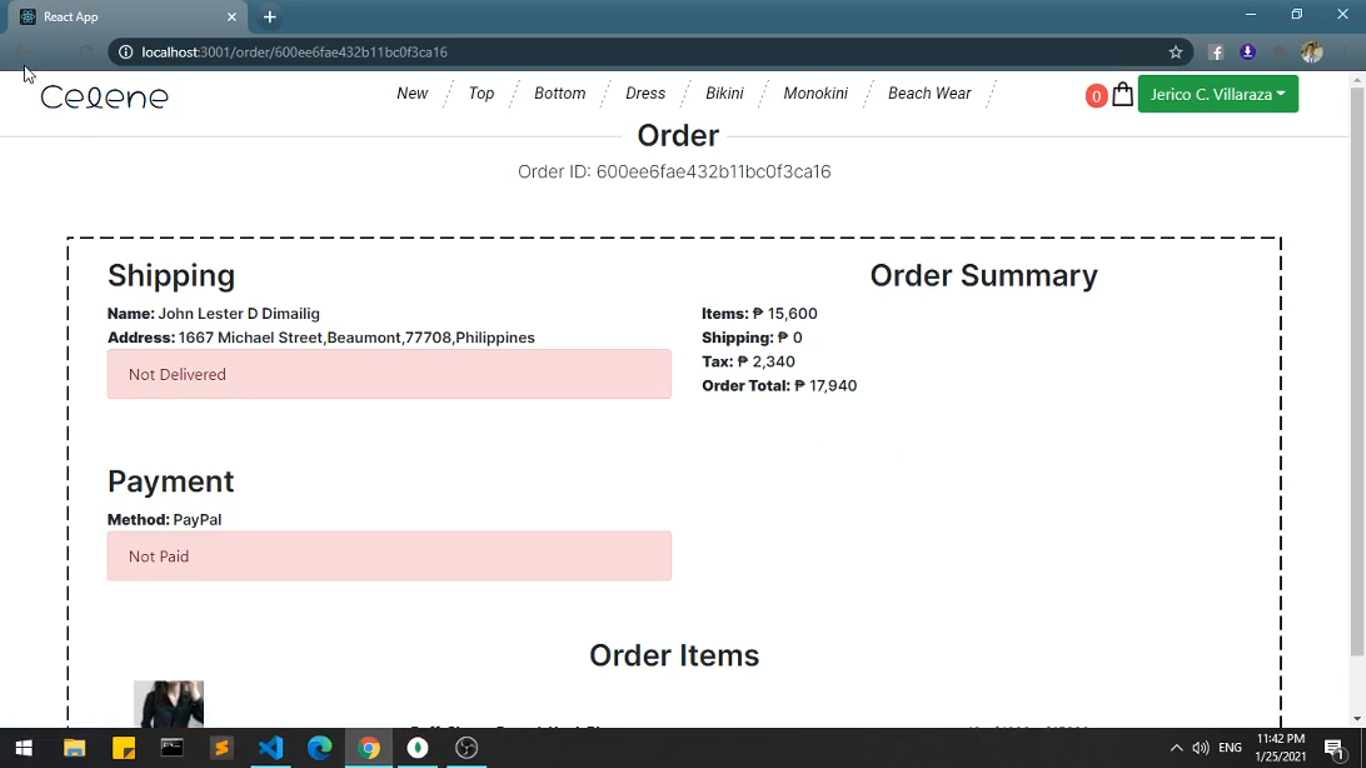 React App
localhost:3001/order/600ee6fae432b11bc0f3ca16
Celene
New
Top
Bottom
Dress
Bikini
Monokini
Beach Wear
0
Jerico C. Villaraza
Order
Order ID: 600ee6fae432b11bc0f3ca16
Shipping
Name: John Lester D Dimailig
Address: 1667 Michael Street,Beaumont,77708,Philippines
Not Delivered
Order Summary
Items: ₱ 15,600
Shipping: ₱ 0
Tax: ₱ 2,340
Order Total: ₱ 17,940
Payment
Method: PayPal
Not Paid
Order Items
ENG
11:42 PM
1/25/2021
1